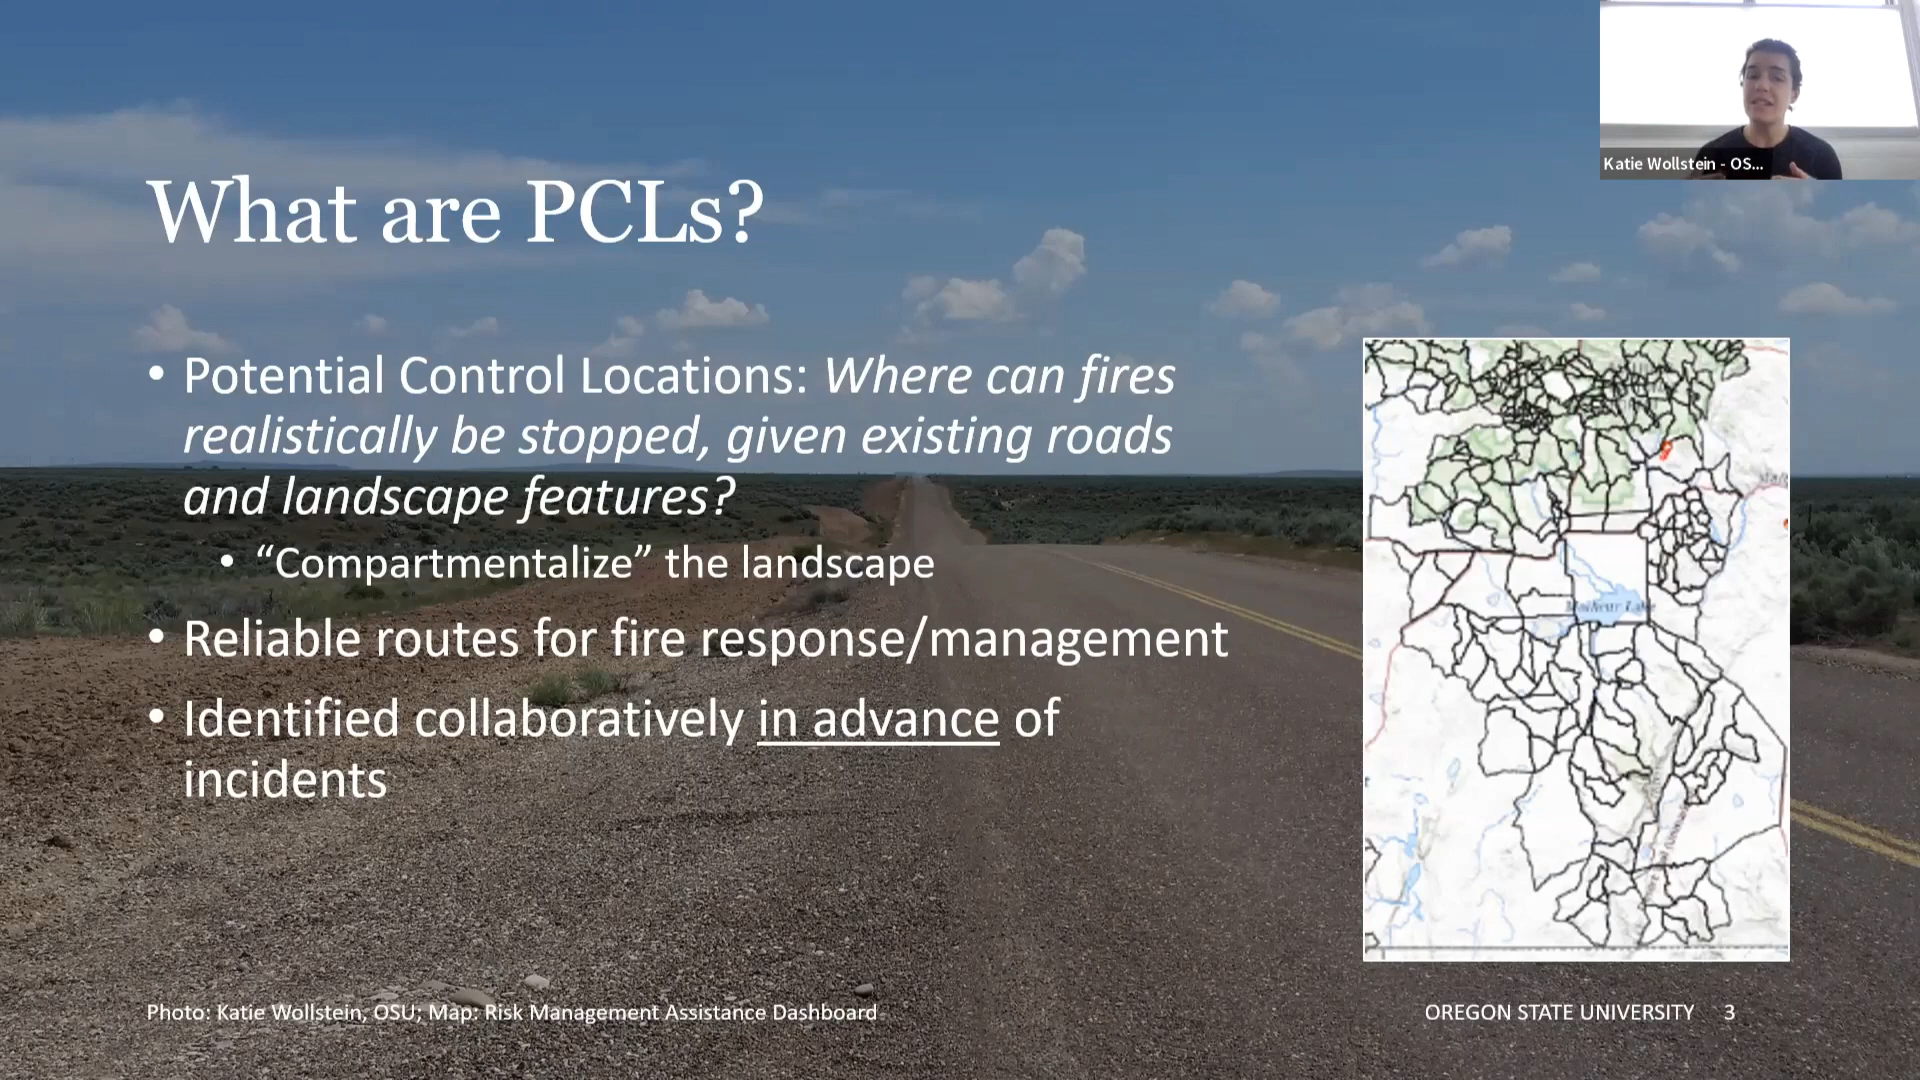 Katie Wollstein - OS...
What are PCLs?
• Potential Control Locations: Where can fires
realistically be stopped, given existing roads
and landscape features?
• “Compartmentalize” the landscape
• Reliable routes for fire response/management
• Identified collaboratively in advance of
incidents
Malheur Lake
Photo: Katie Wollstein, OSU; Map: Risk Management Assistance Dashboard
OREGON STATE UNIVERSITY 3